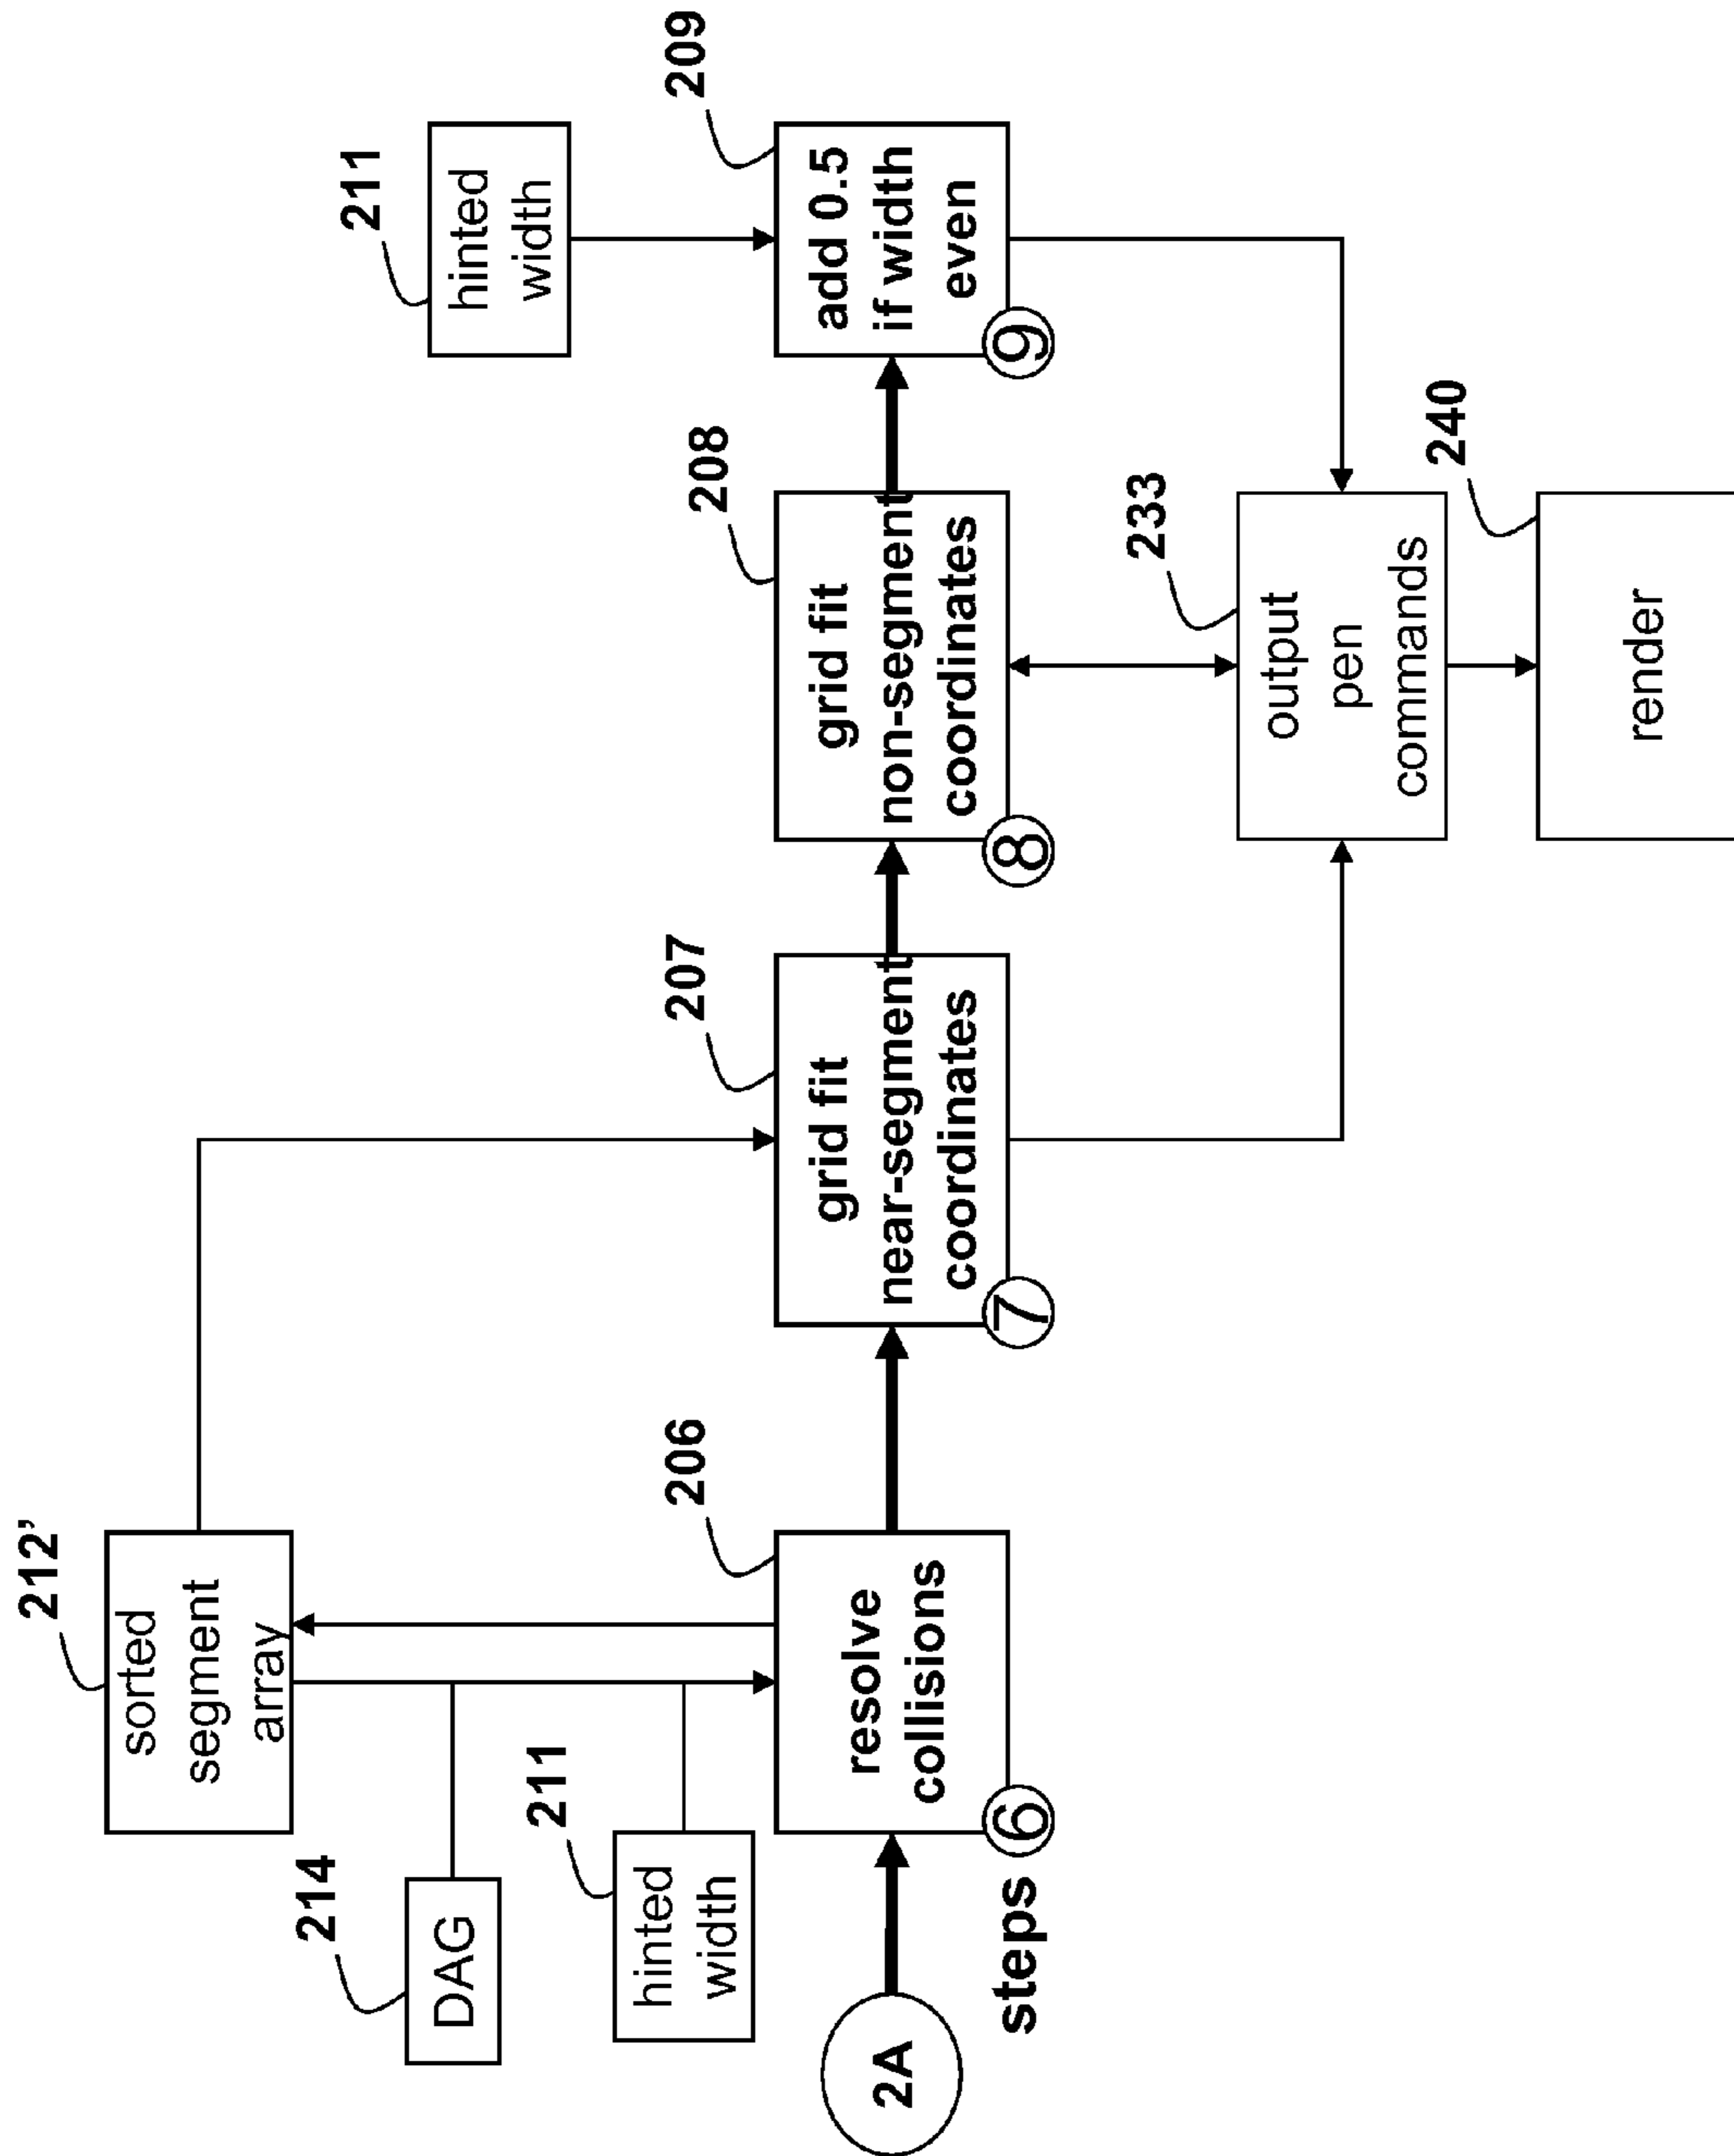 212’
sorted
segment
array
214
DAG
211
hinted
width
2A
steps
206
resolve
collisions
6
207
grid fit
near-segment
coordinates
7
208
grid fit
non-segment
coordinates
8
211
hinted
width
209
add 0.5
if width
even
9
233
output
pen
commands
240
render